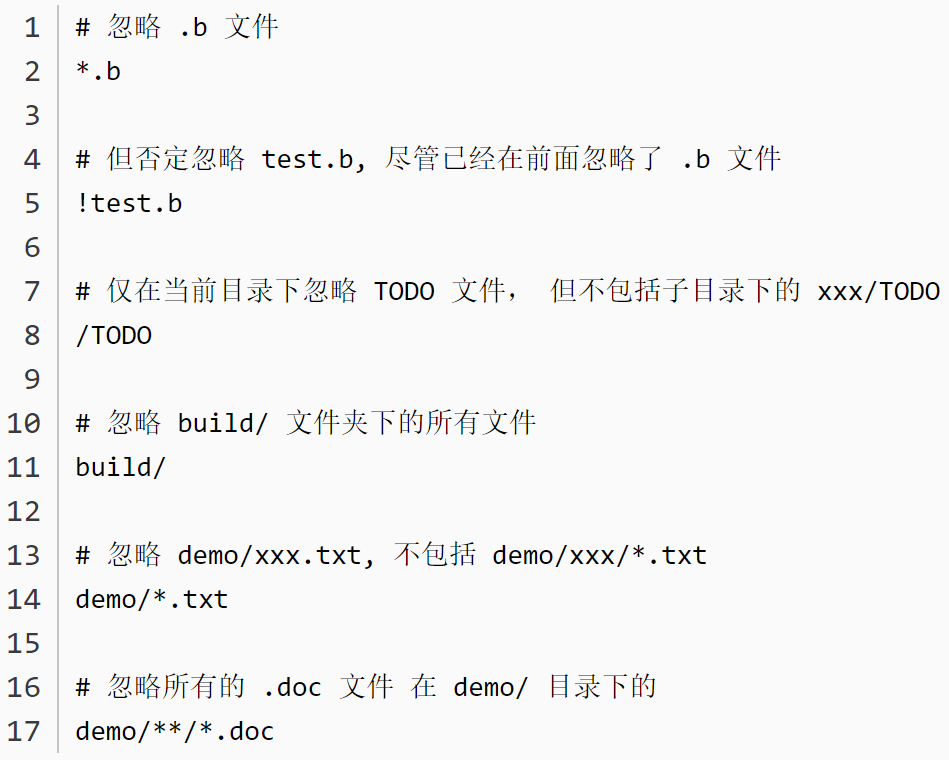 1 # 忽略 .b 文件
2 *.b
3
4 # 但否定忽略 test.b, 尽管已经在前面忽略了 .b 文件
5 !test.b
6
7 # 仅在当前目录下忽略 TODO 文件， 但不包括子目录下的 xxx/TODO
8 /TODO
9
10 # 忽略 build/ 文件夹下的所有文件
11 build/
12
13 # 忽略 demo/xxx.txt, 不包括 demo/xxx/*.txt
14 demo/*.txt
15
16 # 忽略所有的 .doc 文件 在 demo/ 目录下的
17 demo/**/*.doc